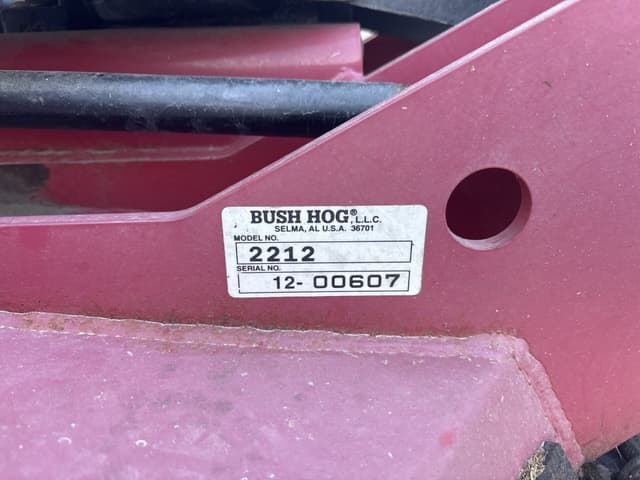 BUSH HOG®, L.L.C.
SELMA, AL U.S.A. 36701
MODEL NO.
2212
SERIAL NO.
12- 00607